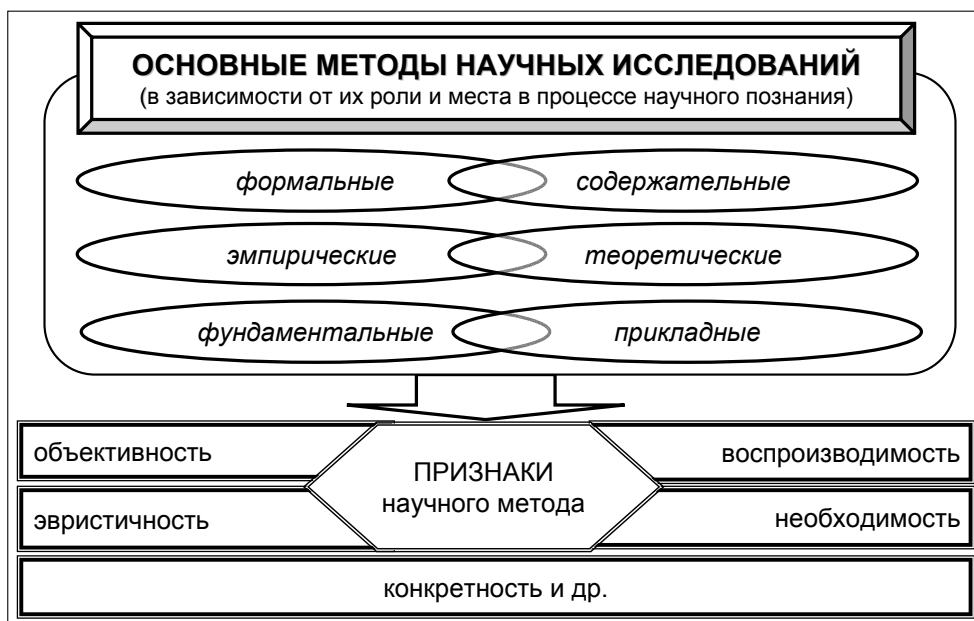 ОСНОВНЫЕ МЕТОДЫ НАУЧНЫХ ИССЛЕДОВАНИЙ
(в зависимости от их роли и места в процессе научного познания)
формальные
содержательные
эмпирические
теоретические
фундаментальные
прикладные
объективность
воспроизводимость
ПРИЗНАКИ
научного метода
эвристичность
необходимость
конкретность и др.